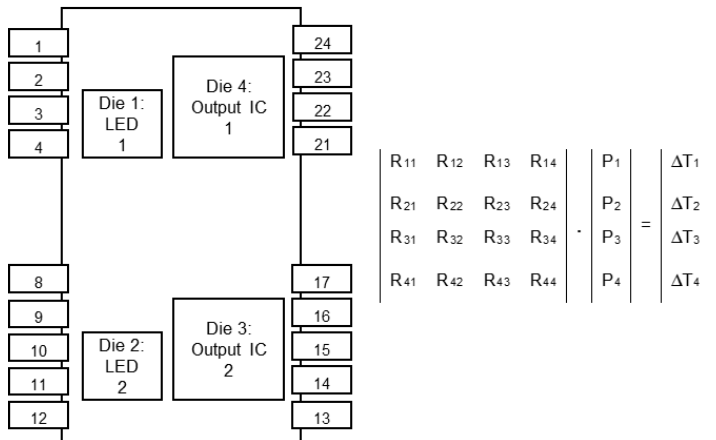 1
2
3
4
8
9
10
11
12
24
23
22
21
17
16
15
14
13
Die 1:
LED
1
Die 4:
Output IC
1
Die 2:
LED
2
Die 3:
Output IC
2
R11 R12 R13 R14
R21 R22 R23 R24
R31 R32 R33 R34
R41 R42 R43 R44
·
P1
P2
P3
P4
=
ΔT1
ΔT2
ΔT3
ΔT4